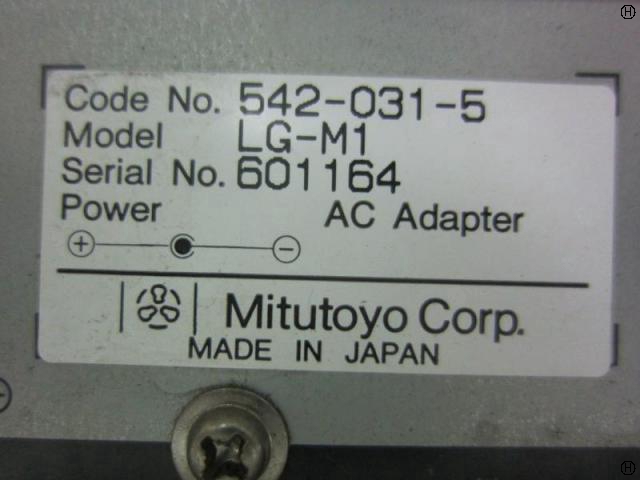 Code No. 542-031-5
Model LG-M1
Serial No. 601164
Power AC Adapter
Mitutoyo Corp.
MADE IN JAPAN
H
H